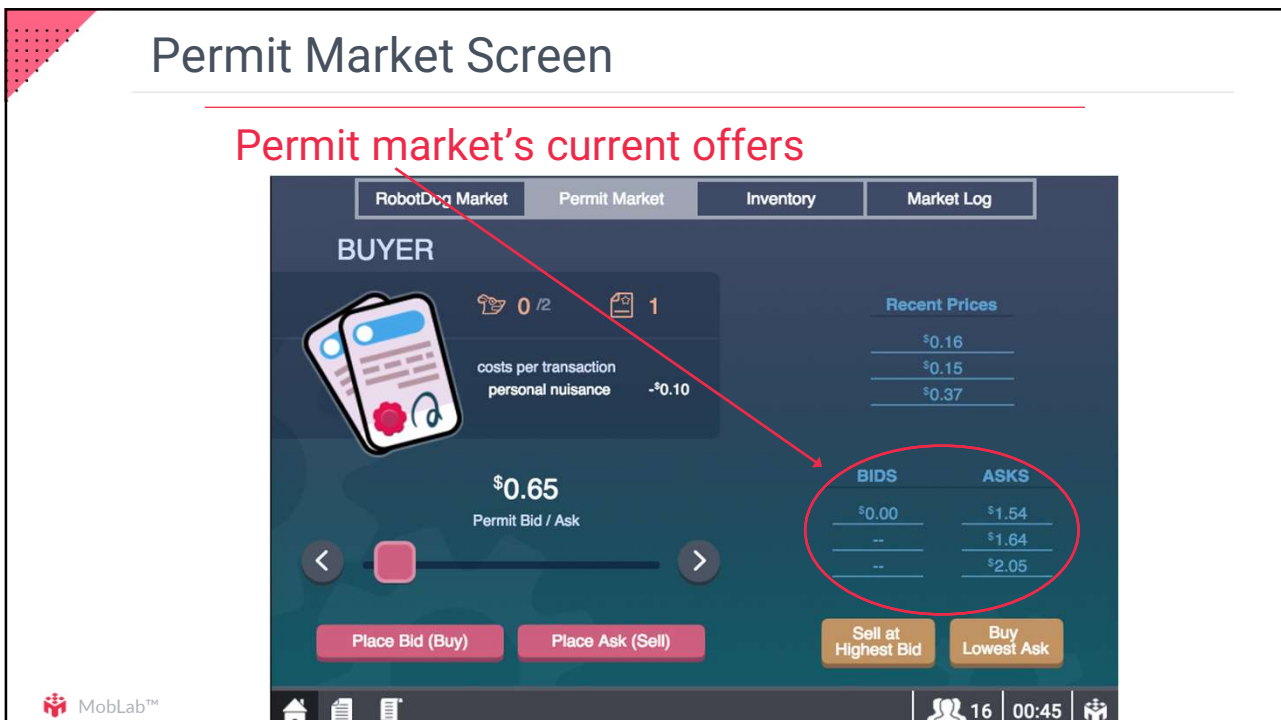 Permit Market Screen
Permit market’s current offers
RobotDog Market Permit Market Inventory Market Log
BUYER
0 /2 1
costs per transaction
personal nuisance -$0.10
Recent Prices
$0.16
$0.15
$0.37
$0.65
Permit Bid / Ask
BIDS ASKS
$0.00 $1.54
-- $1.64
-- $2.05
Place Bid (Buy) Place Ask (Sell)
Sell at
Highest Bid
Buy
Lowest Ask
MobLab™
16 00:45